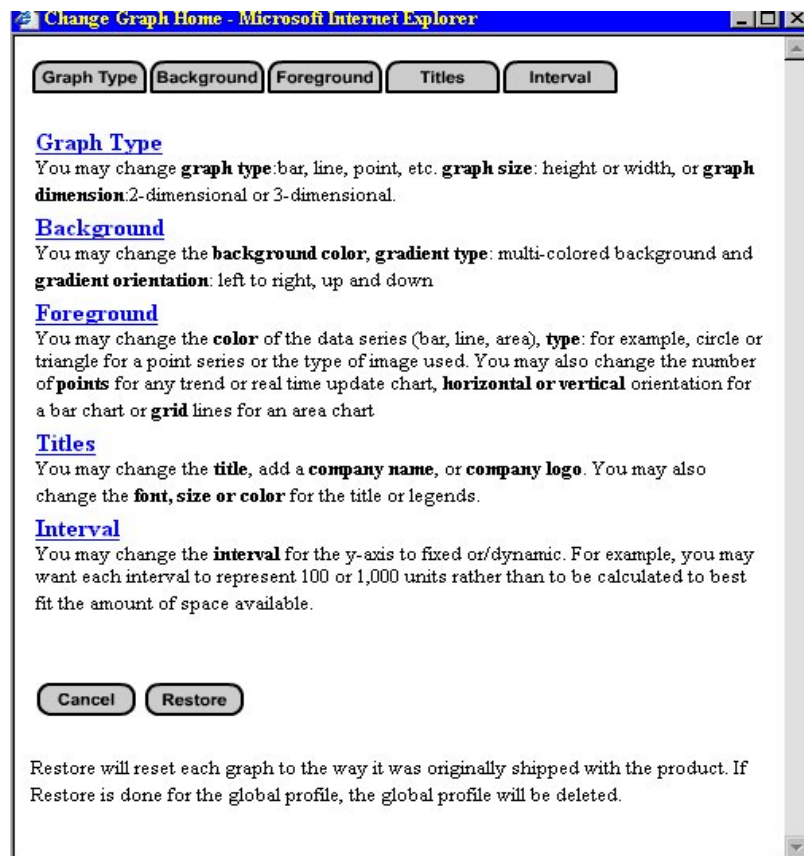 Change Graph Home - Microsoft Internet Explorer
Graph Type Background Foreground Titles Interval
Graph Type
You may change graph type:bar, line, point, etc. graph size: height or width, or graph
dimension:2-dimensional or 3-dimensional.
Background
You may change the background color, gradient type: multi-colored background and
gradient orientation: left to right, up and down
Foreground
You may change the color of the data series (bar, line, area), type: for example, circle or
triangle for a point series or the type of image used. You may also change the number
of points for any trend or real time update chart, horizontal or vertical orientation for
a bar chart or grid lines for an area chart
Titles
You may change the title, add a company name, or company logo. You may also
change the font, size or color for the title or legends.
Interval
You may change the interval for the y-axis to fixed or/dynamic. For example, you may
want each interval to represent 100 or 1,000 units rather than to be calculated to best
fit the amount of space available.
Cancel Restore
Restore will reset each graph to the way it was originally shipped with the product. If
Restore is done for the global profile, the global profile will be deleted.